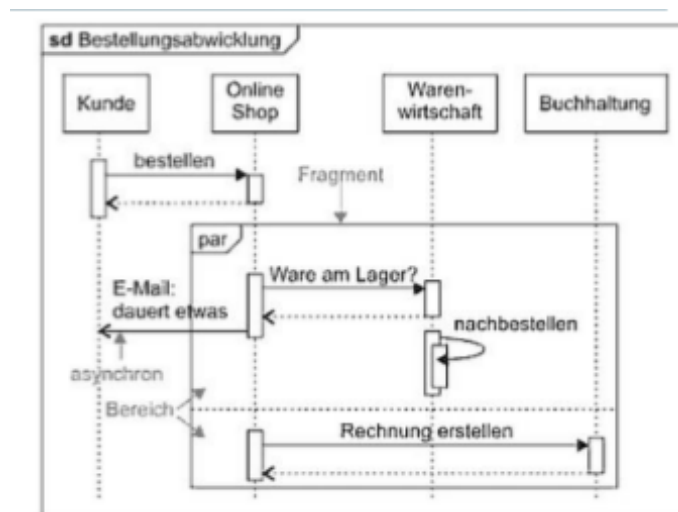 sd Bestellungsabwicklung
Kunde
Online
Shop
Waren-
wirtschaft
Buchhaltung
bestellen
Fragment
par
Ware am Lager?
E-Mail:
dauert etwas
nachbestellen
asynchron
Bereich
Rechnung erstellen